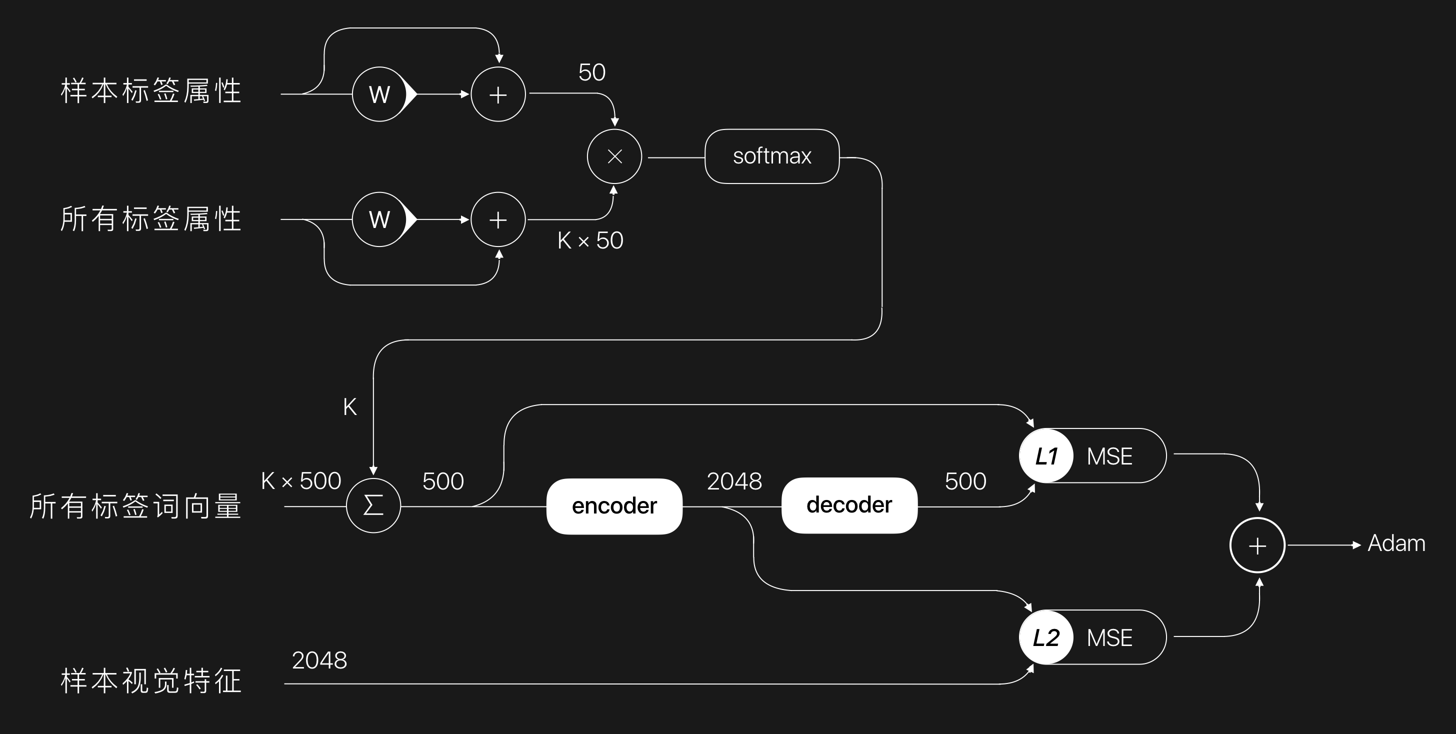 样本标签属性
W
+
50
×
softmax
所有标签属性
W
+
K × 50
K
所有标签词向量
K × 500
Σ
500
encoder
2048
decoder
500
L1 MSE
+
Adam
样本视觉特征
2048
L2 MSE